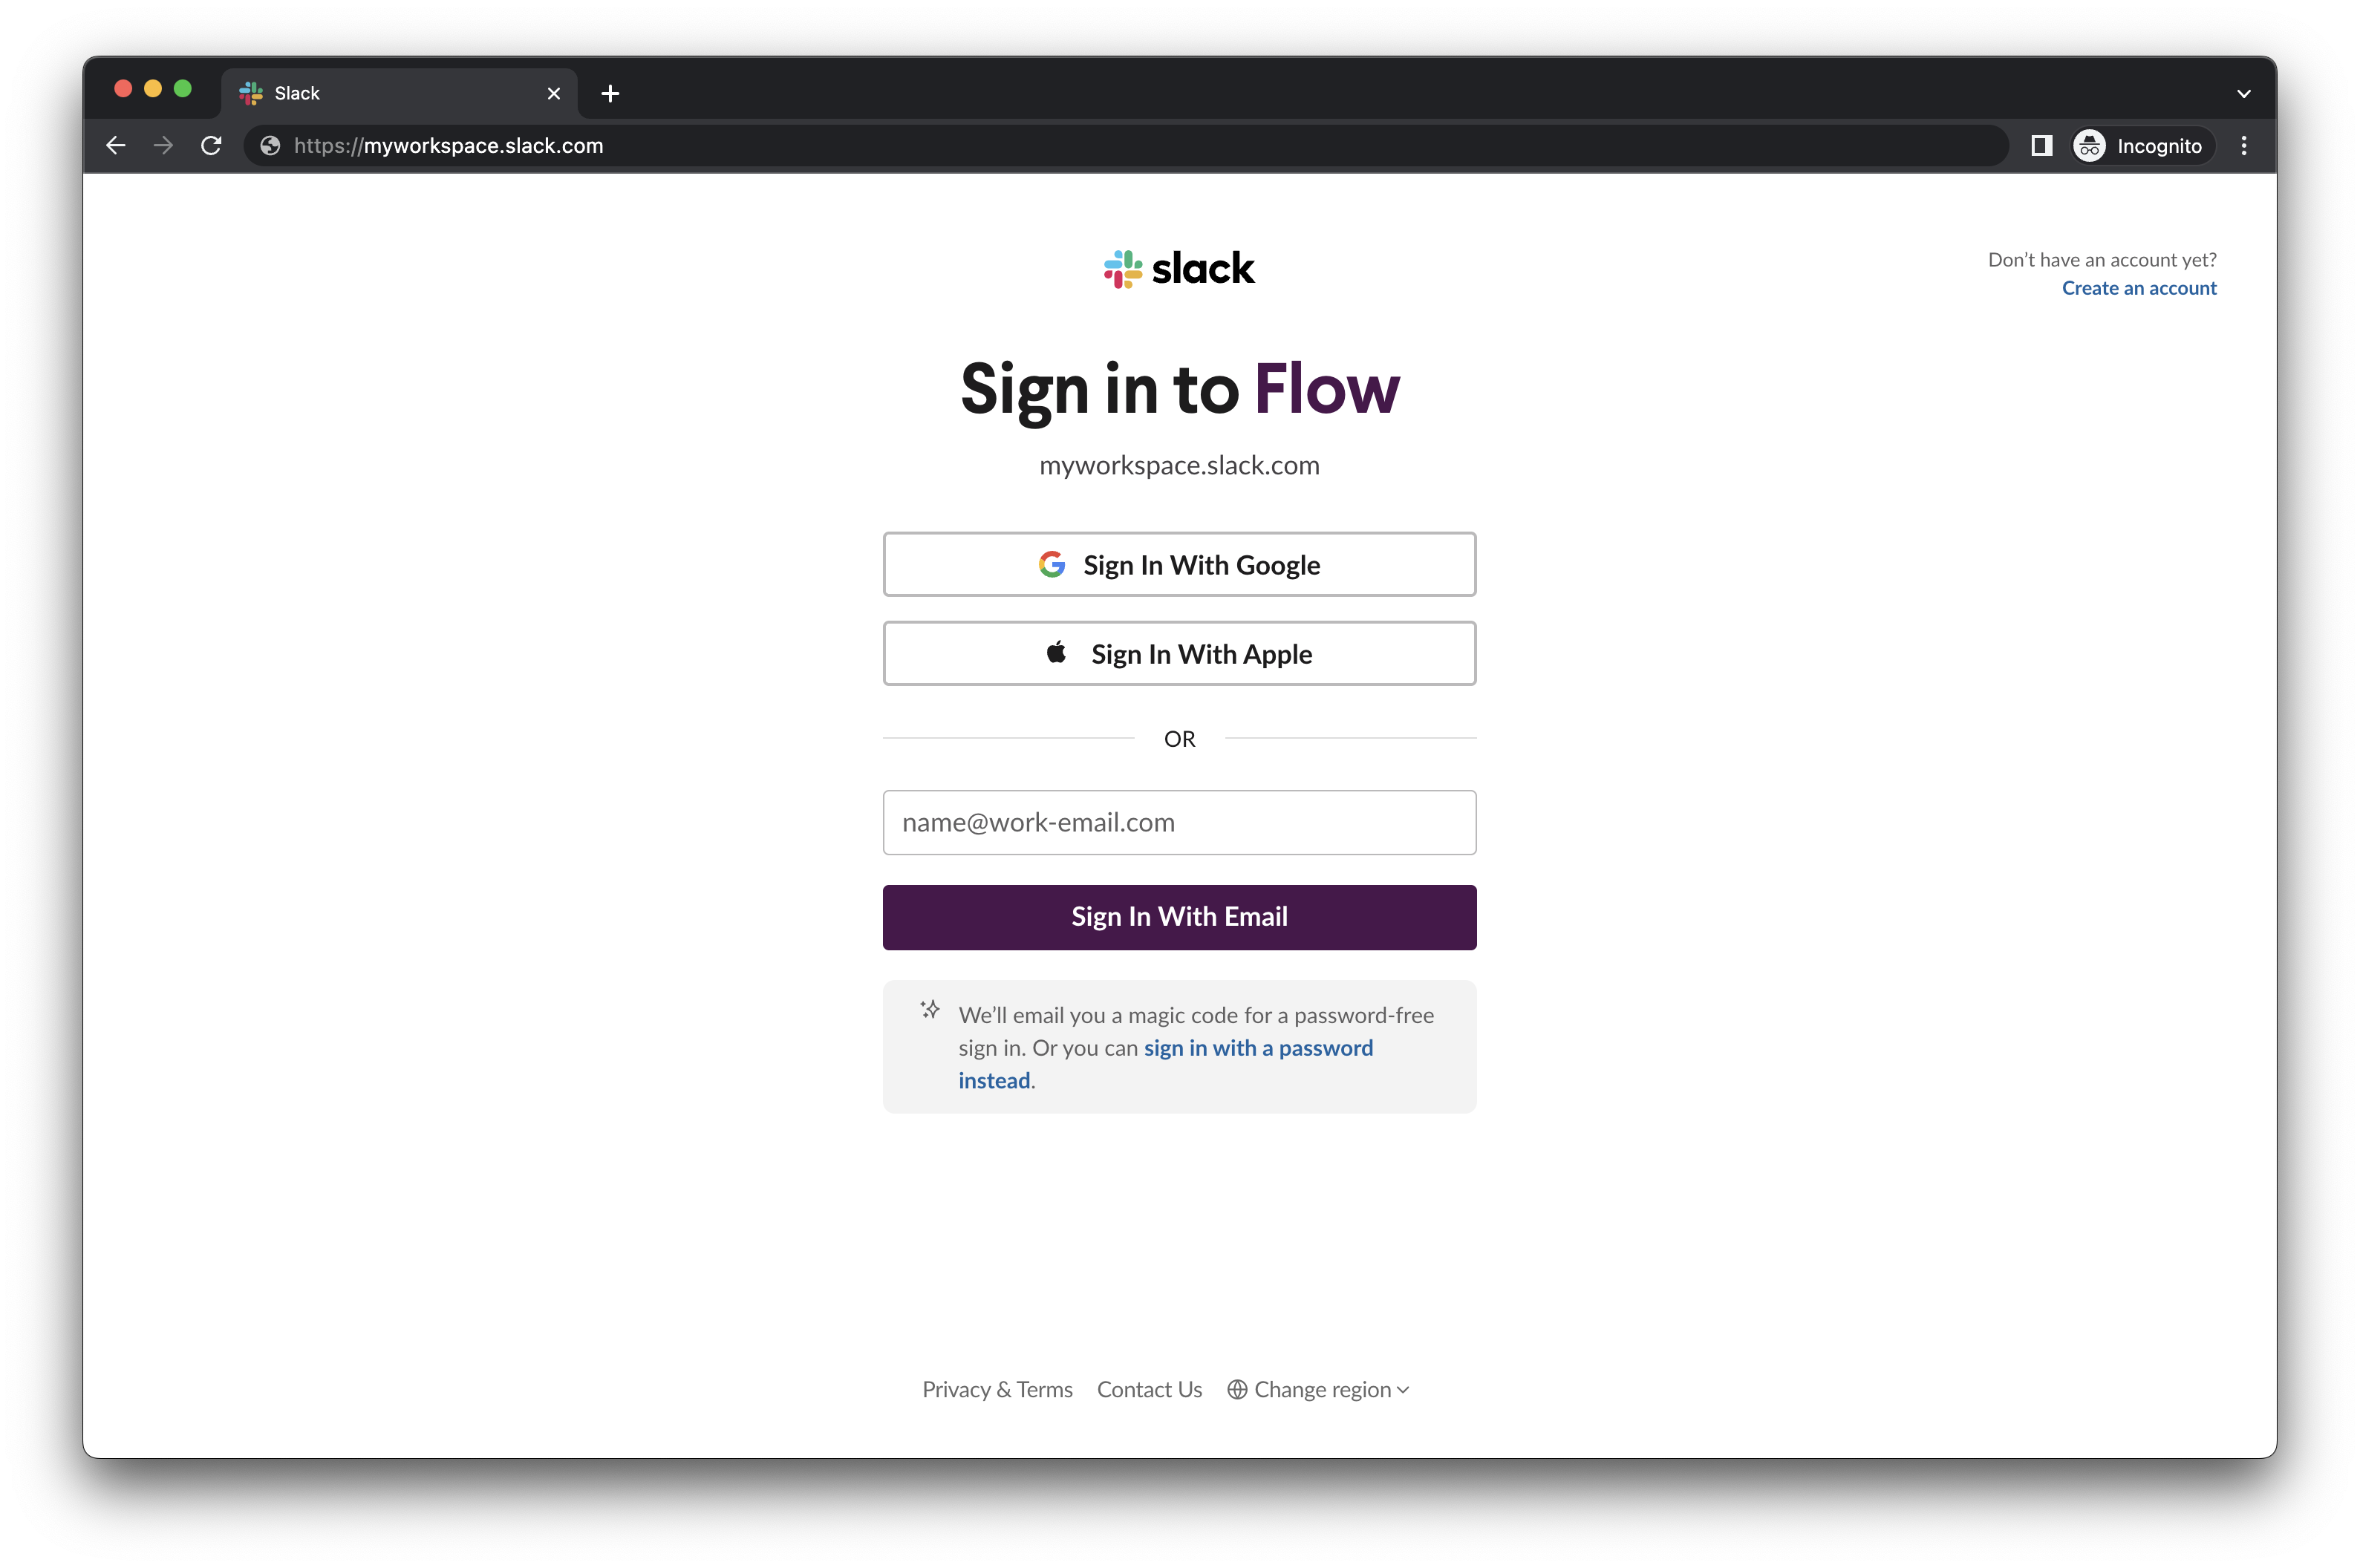 Slack
https://myworkspace.slack.com
Incognito
slack
Don’t have an account yet?
Create an account
Sign in to Flow
myworkspace.slack.com
Sign In With Google
Sign In With Apple
OR
name@work-email.com
Sign In With Email
We’ll email you a magic code for a password-free
sign in. Or you can sign in with a password
instead.
Privacy & Terms Contact Us Change region